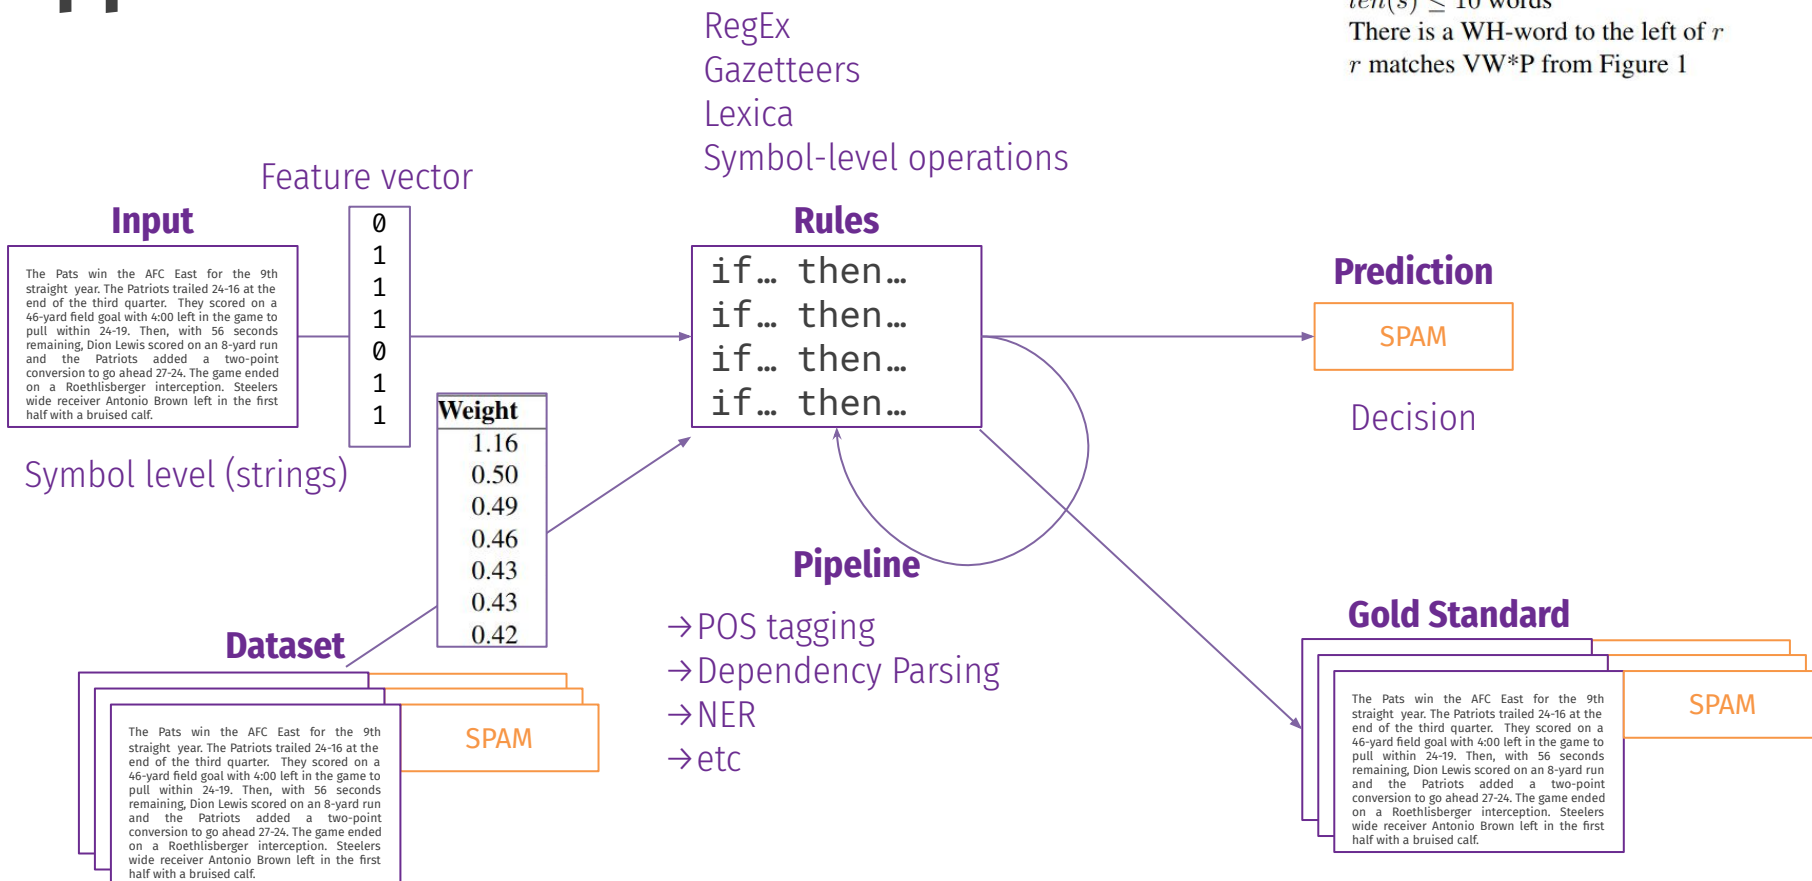 len(s) ≤ 10 words
There is a WH-word to the left of r
r matches VW*P from Figure 1
RegEx
Gazetteers
Lexica
Symbol-level operations
Feature vector
Input
The Pats win the AFC East for the 9th
straight year. The Patriots trailed 24-16 at the
end of the third quarter. They scored on a
46-yard field goal with 4:00 left in the game to
pull within 24-19. Then, with 56 seconds
remaining, Dion Lewis scored on an 8-yard run
and the Patriots added a two-point
conversion to go ahead 27-24. The game ended
on a Roethlisberger interception. Steelers
wide receiver Antonio Brown left in the first
half with a bruised calf.
Symbol level (strings)
0
1
1
1
0
1
1
Weight
1.16
0.50
0.49
0.46
0.43
0.43
0.42
Rules
if… then…
if… then…
if… then…
if… then…
Prediction
SPAM
Decision
Pipeline
→POS tagging
→Dependency Parsing
→NER
→etc
Dataset
The Pats win the AFC East for the 9th
straight year. The Patriots trailed 24-16 at the
end of the third quarter. They scored on a
46-yard field goal with 4:00 left in the game to
pull within 24-19. Then, with 56 seconds
remaining, Dion Lewis scored on an 8-yard run
and the Patriots added a two-point
conversion to go ahead 27-24. The game ended
on a Roethlisberger interception. Steelers
wide receiver Antonio Brown left in the first
half with a bruised calf.
SPAM
Gold Standard
The Pats win the AFC East for the 9th
straight year. The Patriots trailed 24-16 at the
end of the third quarter. They scored on a
46-yard field goal with 4:00 left in the game to
pull within 24-19. Then, with 56 seconds
remaining, Dion Lewis scored on an 8-yard run
and the Patriots added a two-point
conversion to go ahead 27-24. The game ended
on a Roethlisberger interception. Steelers
wide receiver Antonio Brown left in the first
half with a bruised calf.
SPAM